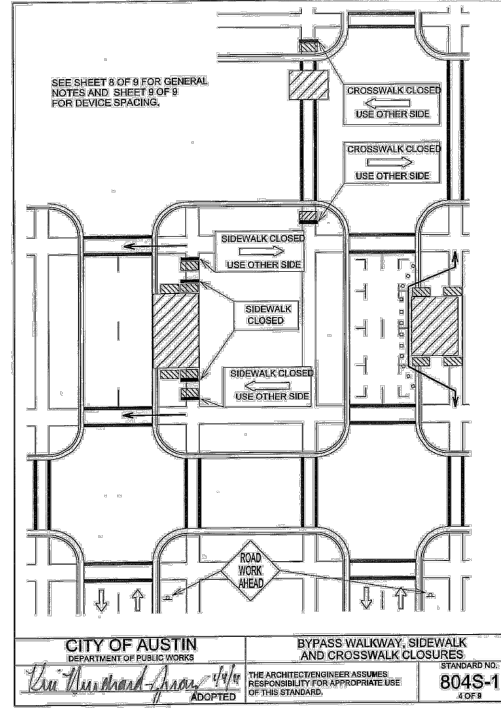 SEE SHEET 8 OF 9 FOR GENERAL
NOTES AND SHEET 9 OF 9
FOR DEVICE SPACING.
CROSSWALK CLOSED
USE OTHER SIDE
CROSSWALK CLOSED
USE OTHER SIDE
SIDEWALK CLOSED
USE OTHER SIDE
SIDEWALK
CLOSED
SIDEWALK CLOSED
USE OTHER SIDE
ROAD
WORK
AHEAD
CITY OF AUSTIN
DEPARTMENT OF PUBLIC WORKS
ADOPTED
BYPASS WALKWAY, SIDEWALK
AND CROSSWALK CLOSURES
THE ARCHITECT/ENGINEER ASSUMES
RESPONSIBILITY FOR APPROPRIATE USE
OF THIS STANDARD.
STANDARD NO.
804S-1
4 OF 9